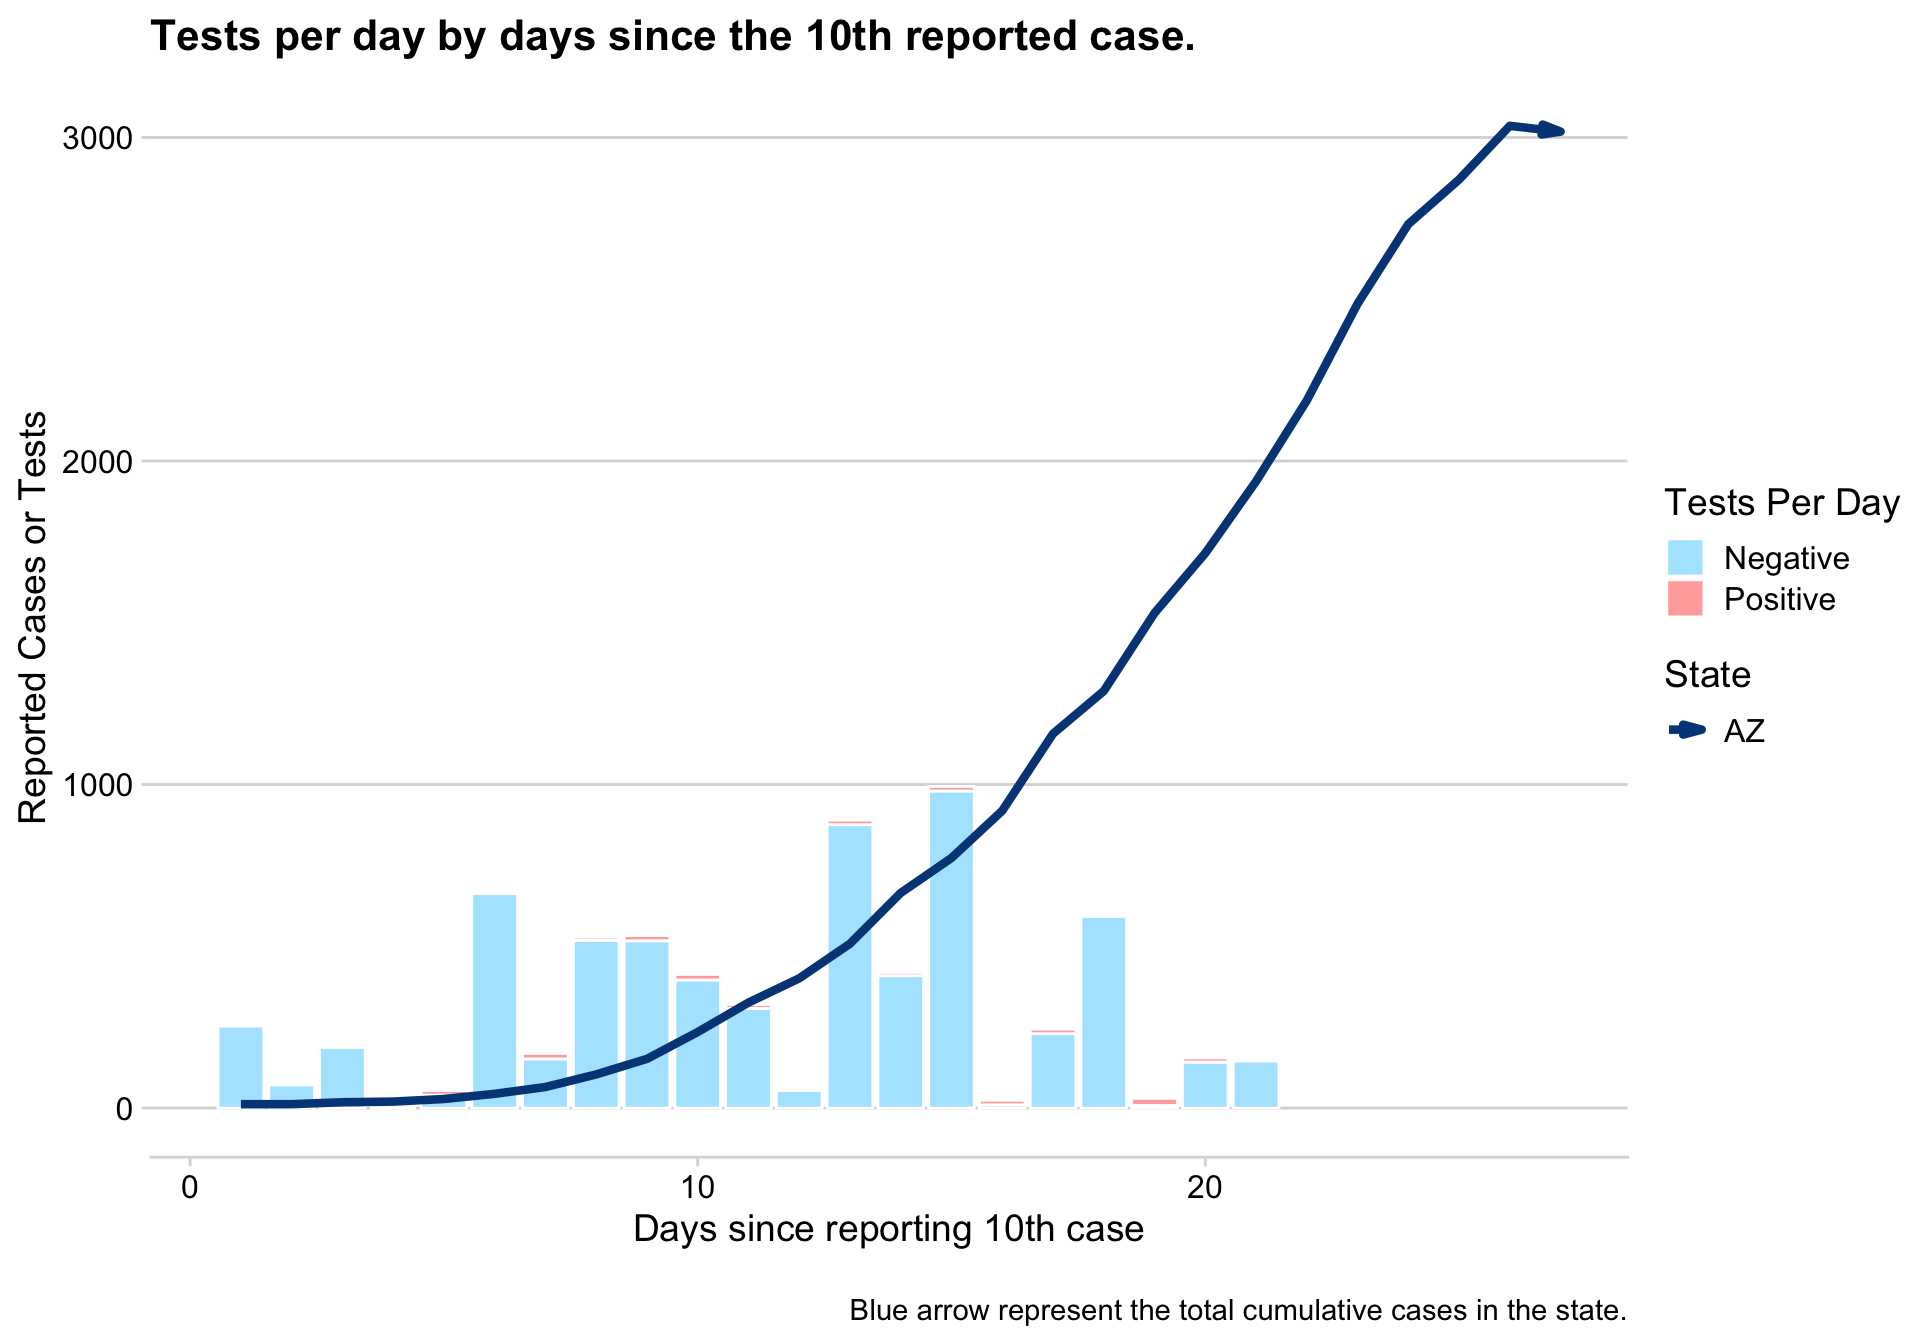 Tests per day by days since the 10th reported case.
3000
2000
1000
0
Reported Cases or Tests
0 10 20
Days since reporting 10th case
Tests Per Day
Negative
Positive
State
AZ
Blue arrow represent the total cumulative cases in the state.